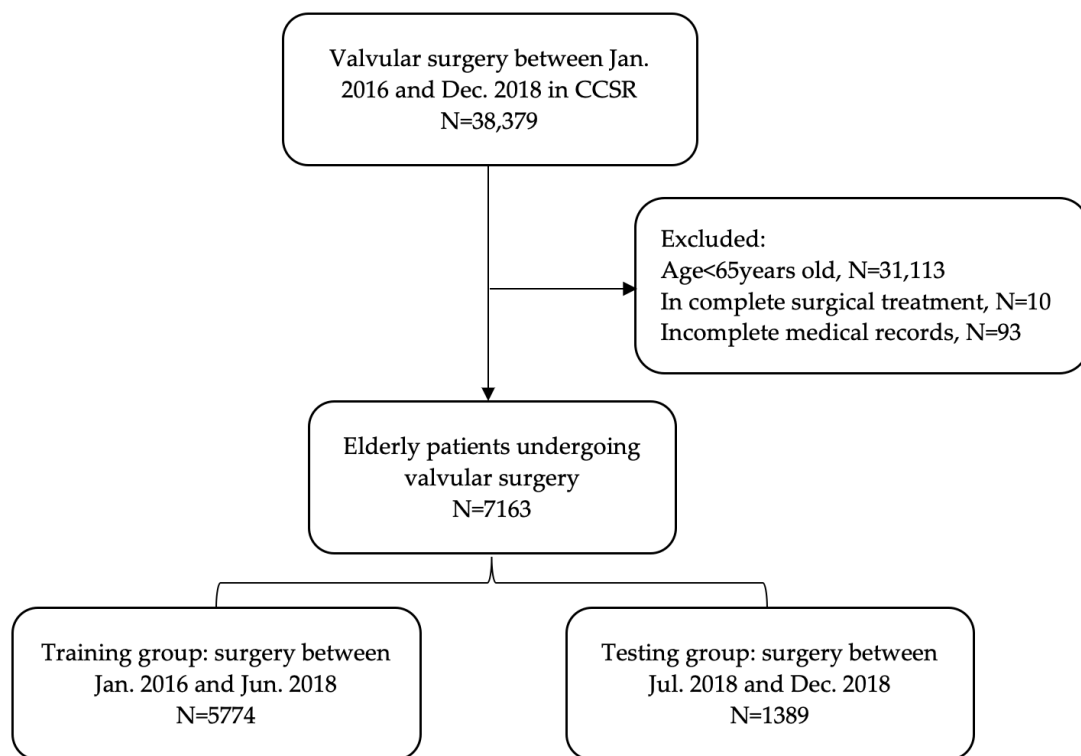 Valvular surgery between Jan.
2016 and Dec. 2018 in CCSR
N=38,379
Excluded:
Age<65years old, N=31,113
In complete surgical treatment, N=10
Incomplete medical records, N=93
Elderly patients undergoing
valvular surgery
N=7163
Training group: surgery between
Jan. 2016 and Jun. 2018
N=5774
Testing group: surgery between
Jul. 2018 and Dec. 2018
N=1389